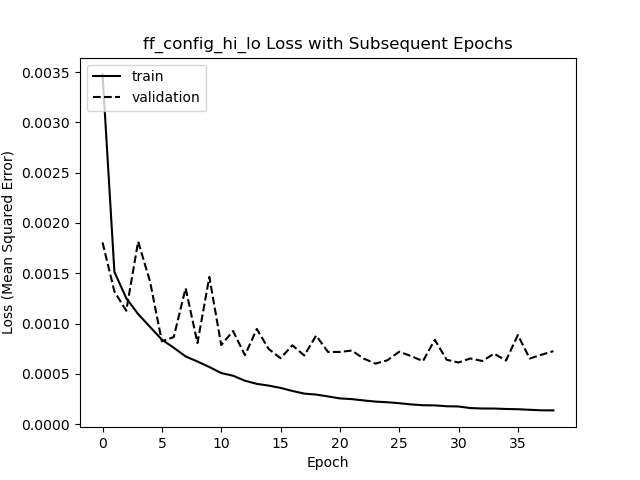 ff_config_hi_lo Loss with Subsequent Epochs
train
validation
Loss (Mean Squared Error)
0.0035
0.0030
0.0025
0.0020
0.0015
0.0010
0.0005
0.0000
0 5 10 15 20 25 30 35
Epoch